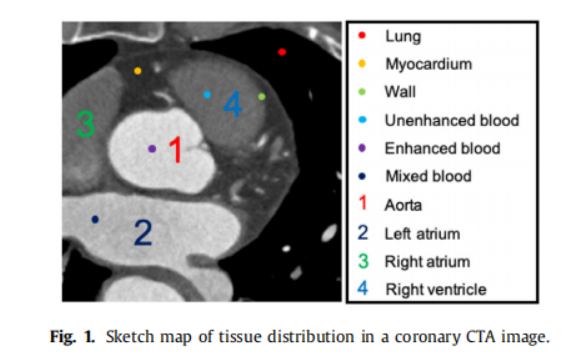 3
4
1
2
Lung
Myocardium
Wall
Unenhanced blood
Enhanced blood
Mixed blood
1 Aorta
2 Left atrium
3 Right atrium
4 Right ventricle
Fig. 1. Sketch map of tissue distribution in a coronary CTA image.